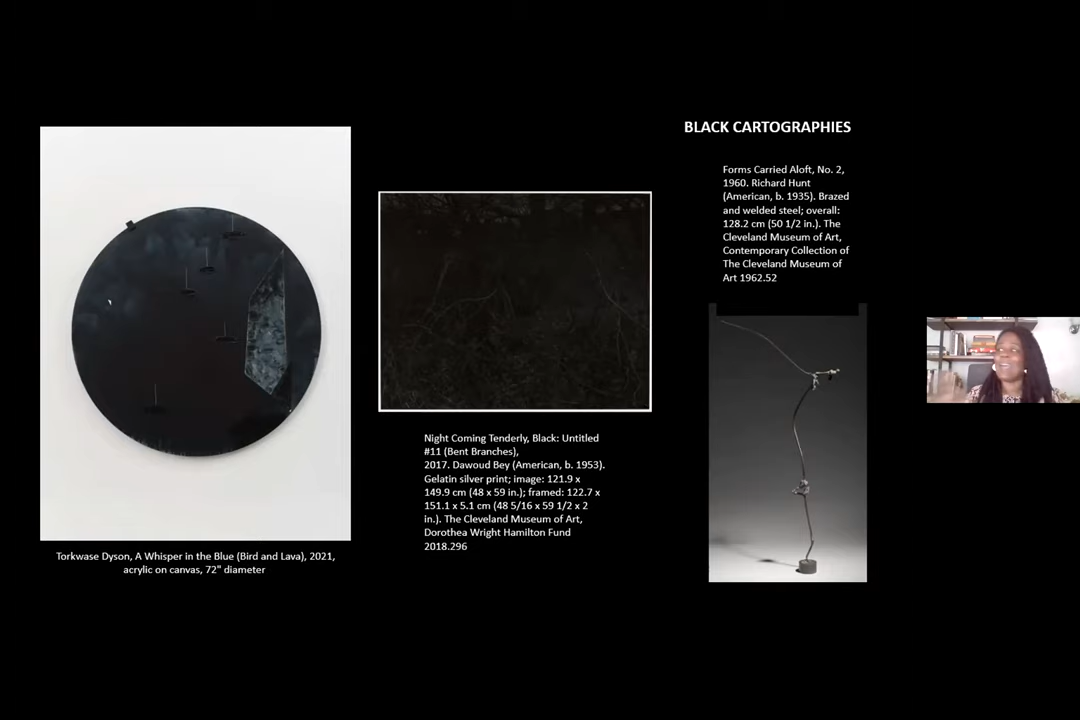 BLACK CARTOGRAPHIES
Forms Carried Aloft, No. 2,
1960. Richard Hunt
(American, b. 1935). Brazed
and welded steel; overall:
128.2 cm (50 1/2 in.). The
Cleveland Museum of Art,
Contemporary Collection of
The Cleveland Museum of
Art 1962.52
Night Coming Tenderly, Black: Untitled
#11 (Bent Branches),
2017. Dawoud Bey (American, b. 1953).
Gelatin silver print; image: 121.9 x
149.9 cm (48 x 59 in.); framed: 122.7 x
151.1 x 5.1 cm (48 5/16 x 59 1/2 x 2
in.). The Cleveland Museum of Art,
Dorothea Wright Hamilton Fund
2018.296
Torkwase Dyson, A Whisper in the Blue (Bird and Lava), 2021,
acrylic on canvas, 72" diameter